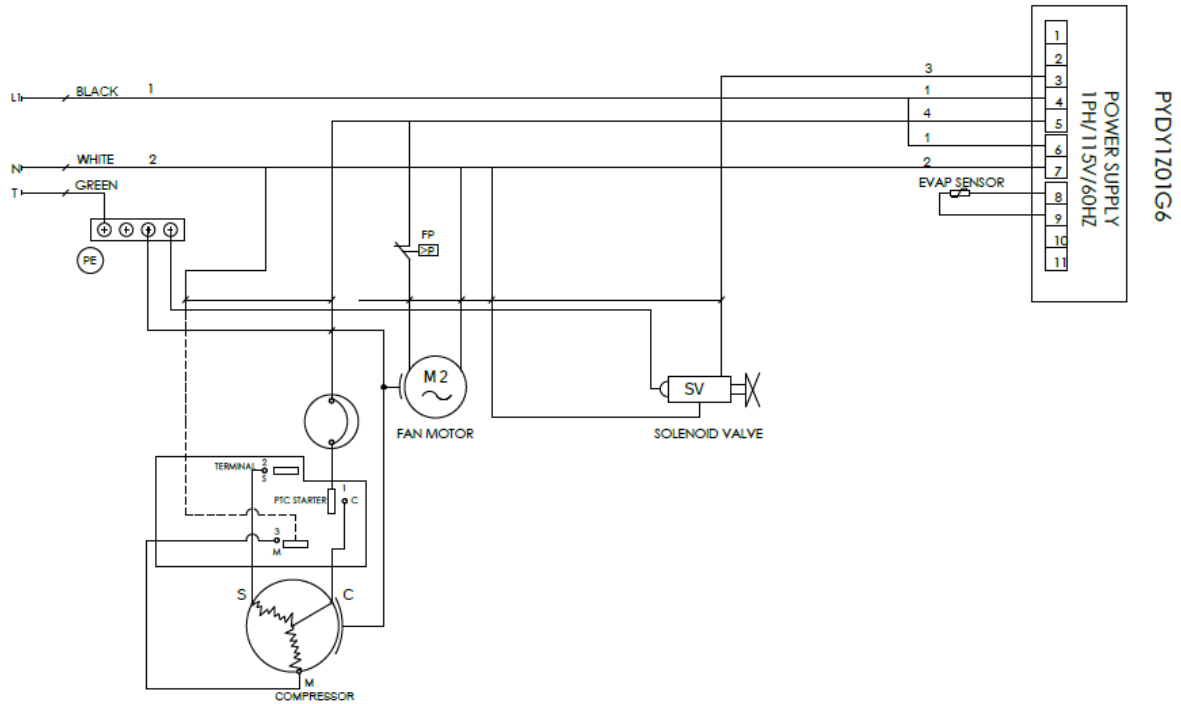 L1
BLACK
1
N
WHITE
2
T
GREEN
PE
3
1
4
1
2
EVAP SENSOR
1
2
3
4
5
6
7
8
9
10
11
POWER SUPPLY
1PH/115V/60HZ
PYDY1Z01G6
FP
>P
M2
FAN MOTOR
SV
SOLENOID VALVE
TERMINAL
2
S
PTC STARTER
1
C
3
M
S
C
M
COMPRESSOR